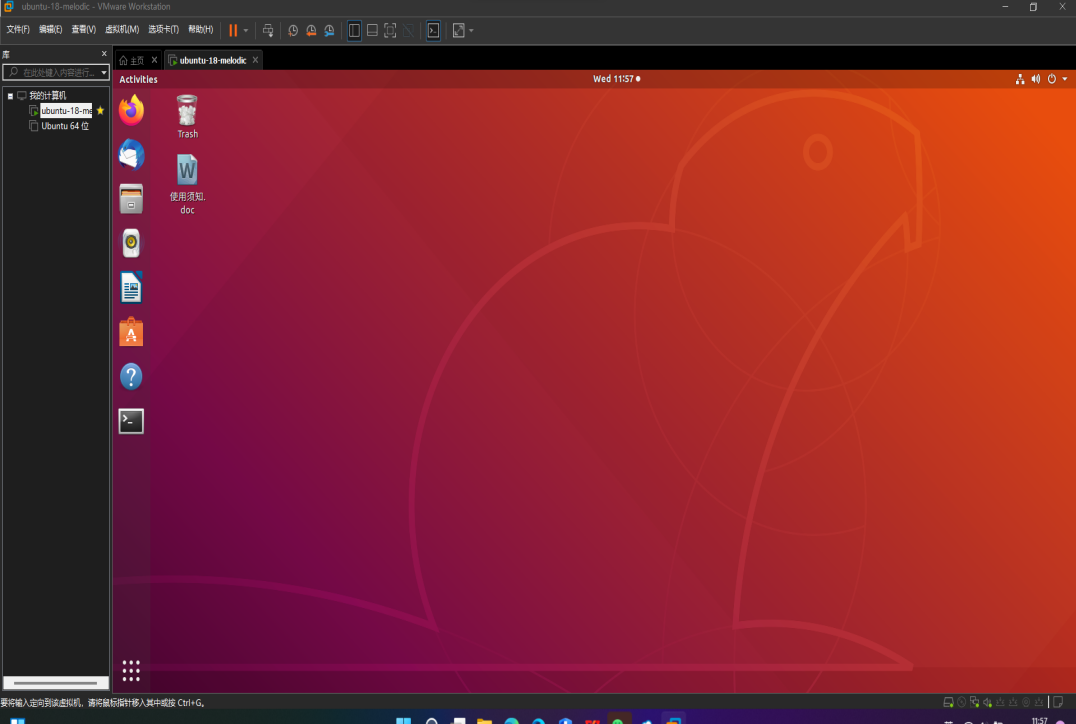 ubuntu-18-melodic - VMware Workstation
文件(F) 编辑(E) 查看(V) 虚拟机(M) 选项卡(T) 帮助(H)
库
在此处键入内容进行...
主页
ubuntu-18-melodic
我的计算机
ubuntu-18-me
Ubuntu 64 位
Activities
Wed 11:57
Trash
使用须知.
doc
要将输入定向到该虚拟机，请将鼠标指针移入其中或按 Ctrl+G。
11:57